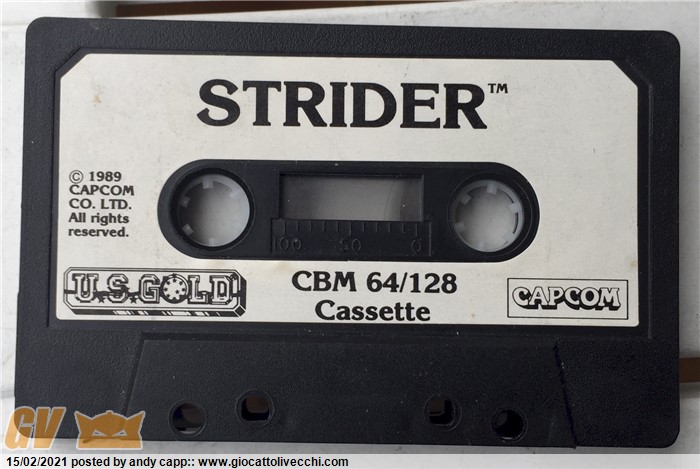 STRIDER™
© 1989
CAPCOM
CO. LTD.
All rights
reserved.
00 50 0
U.S. GOLD
CBM 64/128
Cassette
CAPCOM
GV
15/02/2021 posted by andy capp:: www.giocattolivecchi.com